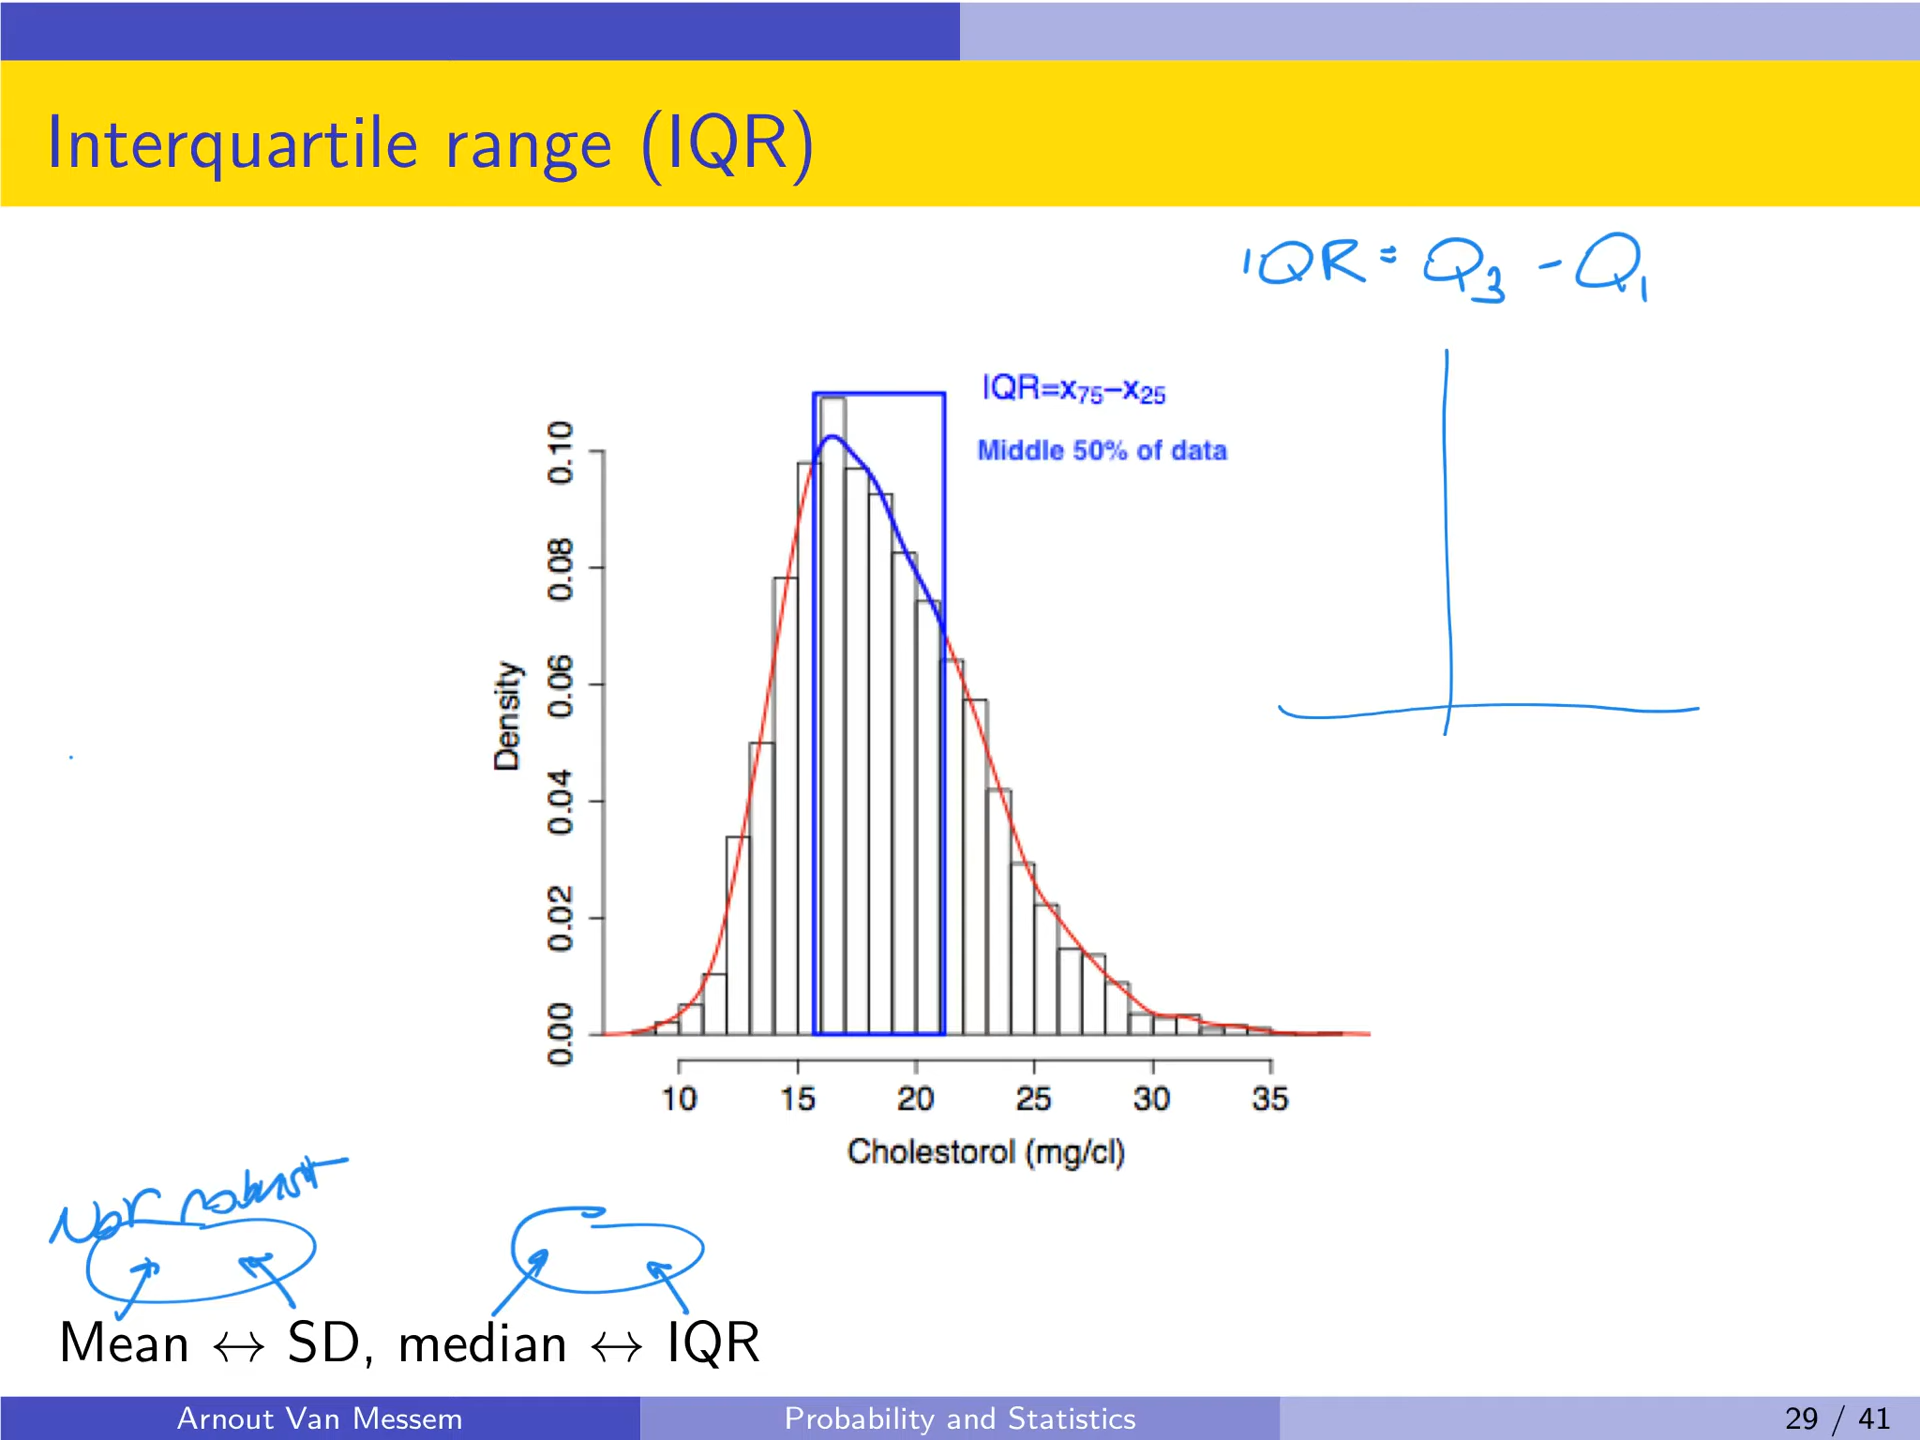 Interquartile range (IQR)
IQR = Q3 - Q1
IQR=x75–x25
Middle 50% of data
0.10
0.08
0.06
0.04
0.02
0.00
Density
10 15 20 25 30 35
Cholestorol (mg/cl)
Not robust
Mean ↔ SD, median ↔ IQR
Arnout Van Messem Probability and Statistics 29 / 41